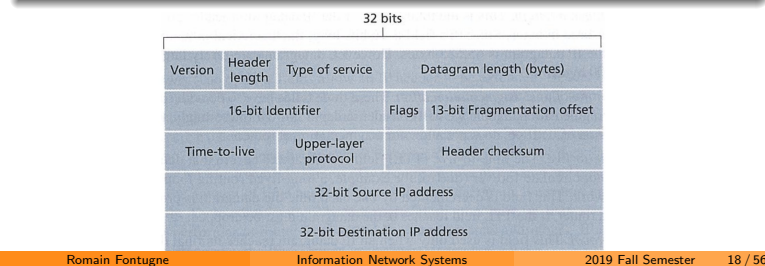 32 bits
Version Header length Type of service Datagram length (bytes)
16-bit Identifier Flags 13-bit Fragmentation offset
Time-to-live Upper-layer protocol Header checksum
32-bit Source IP address
32-bit Destination IP address
Romain Fontugne Information Network Systems 2019 Fall Semester 18 / 56